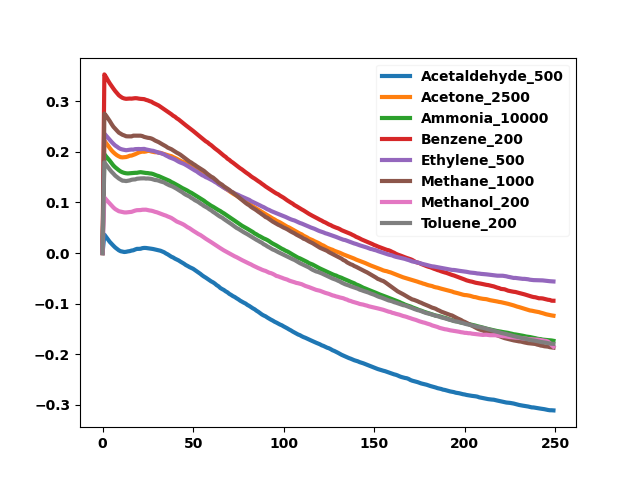 Acetaldehyde_500
Acetone_2500
Ammonia_10000
Benzene_200
Ethylene_500
Methane_1000
Methanol_200
Toluene_200
0.3
0.2
0.1
0.0
−0.1
−0.2
−0.3
0 50 100 150 200 250